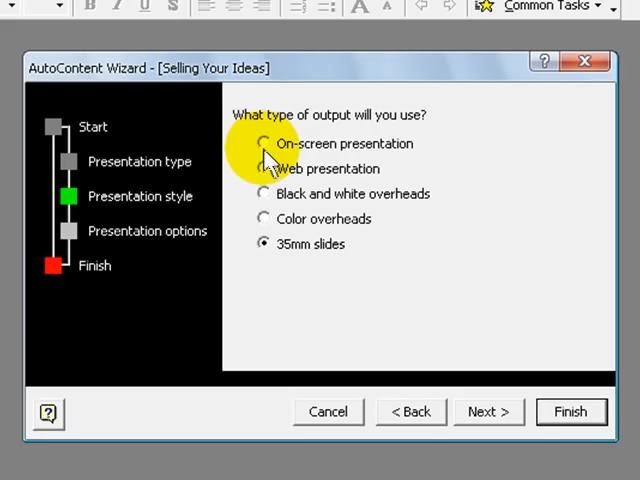 B I U S A A Common Tasks
AutoContent Wizard - [Selling Your Ideas]
?
What type of output will you use?
Start
On-screen presentation
Presentation type
Web presentation
Presentation style
Black and white overheads
Color overheads
Presentation options
35mm slides
Finish
?
Cancel
< Back
Next >
Finish